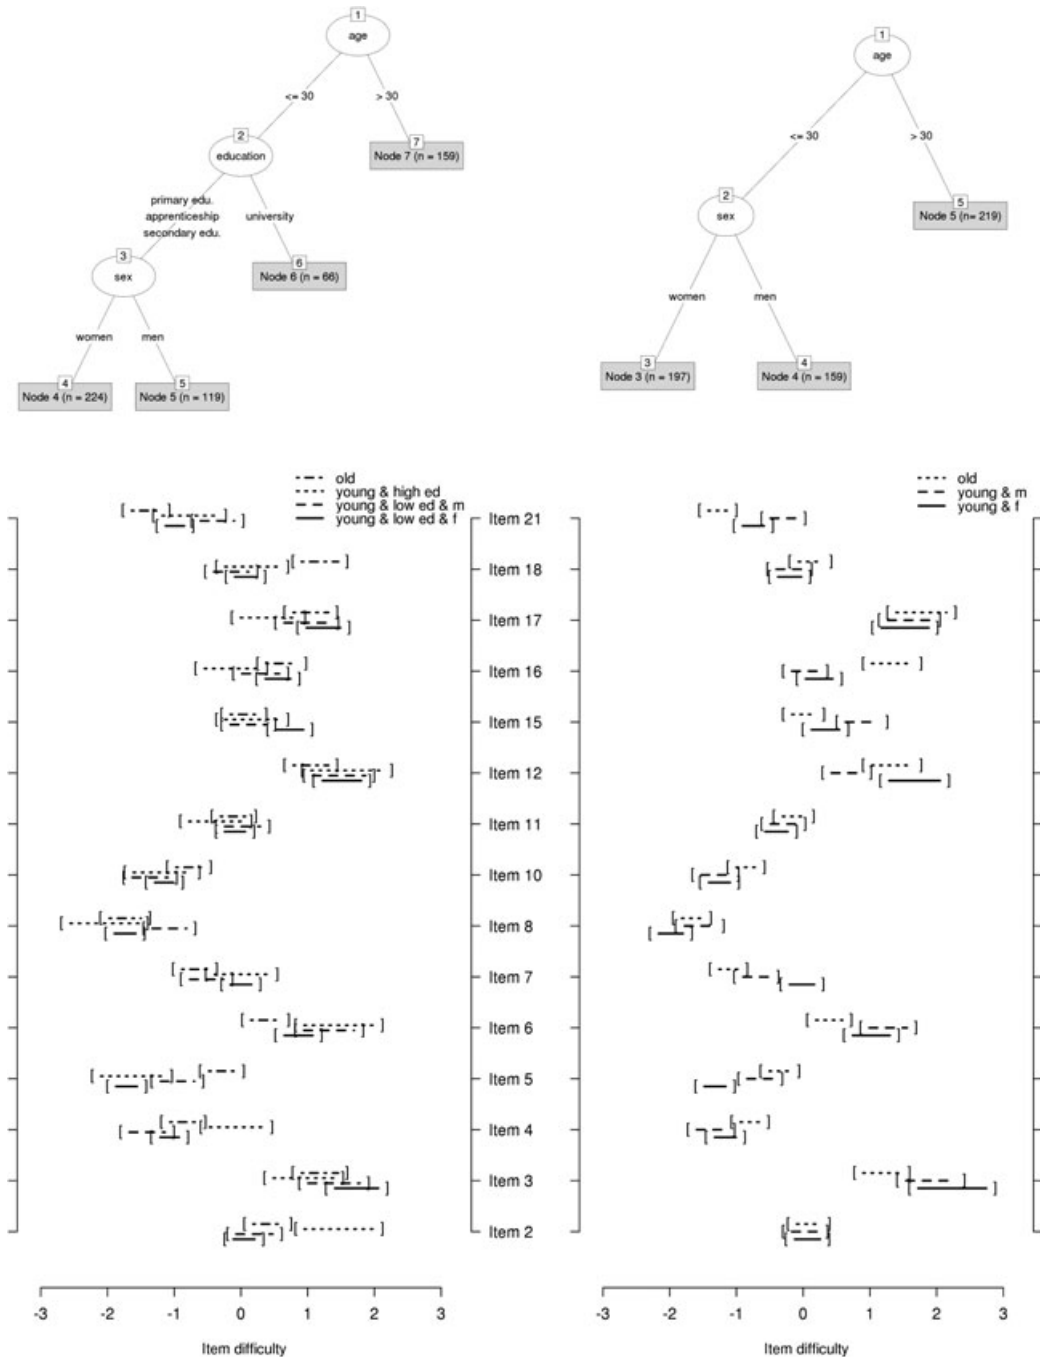 1
age
<= 30
> 30
2
education
7
Node 7 (n = 159)
primary edu.
apprenticeship
secondary edu.
university
3
sex
6
Node 6 (n = 66)
women
men
4
Node 4 (n = 224)
5
Node 5 (n = 119)
1
age
<= 30
> 30
2
sex
5
Node 5 (n= 219)
women
men
3
Node 3 (n = 197)
4
Node 4 (n = 159)
old
young & high ed
young & low ed & m
young & low ed & f
old
young & m
young & f
Item 21
Item 18
Item 17
Item 16
Item 15
Item 12
Item 11
Item 10
Item 8
Item 7
Item 6
Item 5
Item 4
Item 3
Item 2
-3 -2 -1 0 1 2 3
Item difficulty
-3 -2 -1 0 1 2 3
Item difficulty